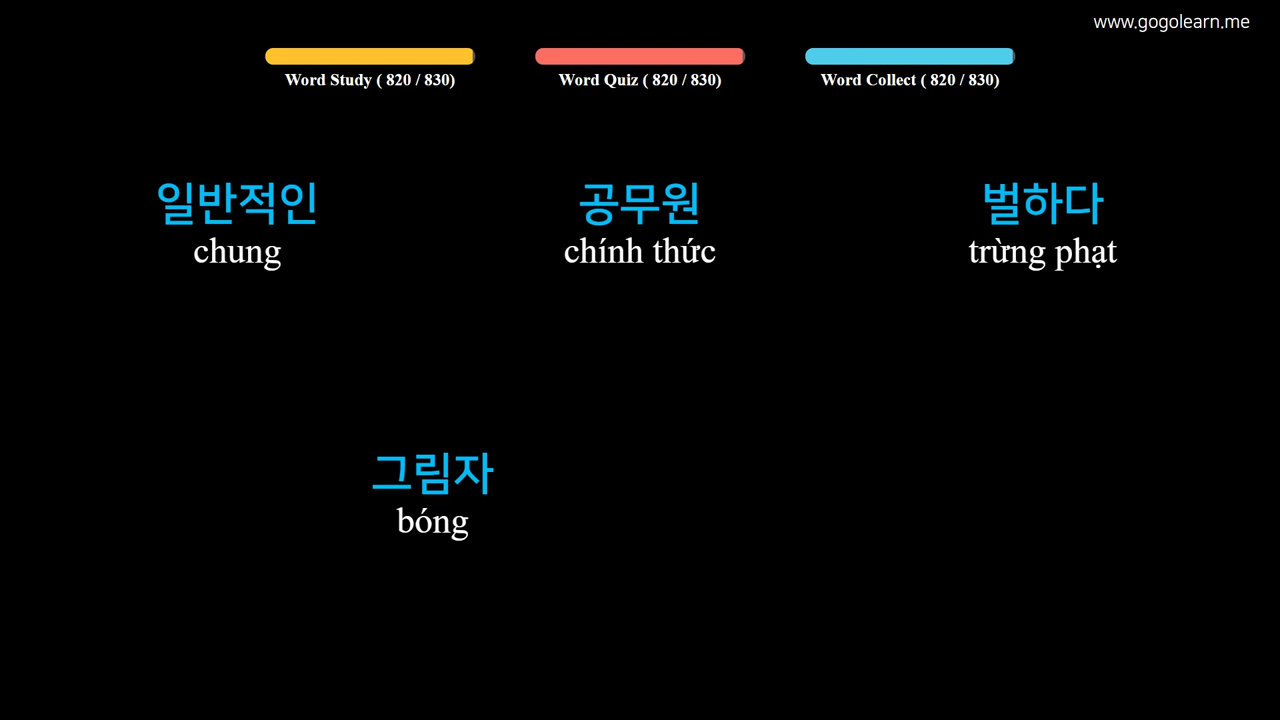 www.gogolearn.me
Word Study ( 820 / 830)
Word Quiz ( 820 / 830)
Word Collect ( 820 / 830)
일반적인
chung
공무원
chính thức
벌하다
trừng phạt
그림자
bóng